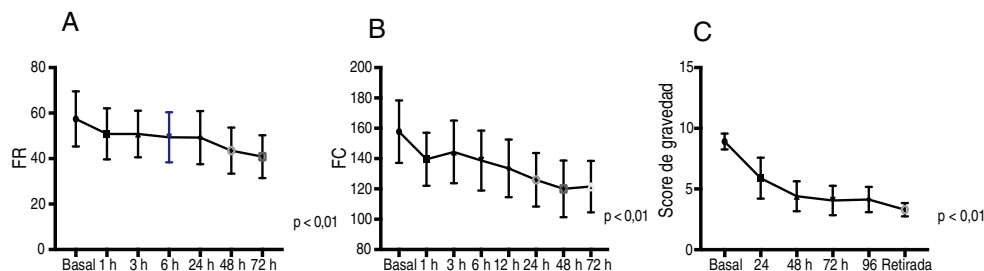 A
FR
80
60
40
20
0
Basal 1 h 3 h 6 h 24 h 48 h 72 h
p < 0,01
B
FC
200
180
160
140
120
100
80
Basal 1 h 3 h 6 h 12 h 24 h 48 h 72 h
p < 0,01
C
Score de gravedad
15
10
5
0
Basal 24 48 h 72 h 96 Retirada
p < 0,01